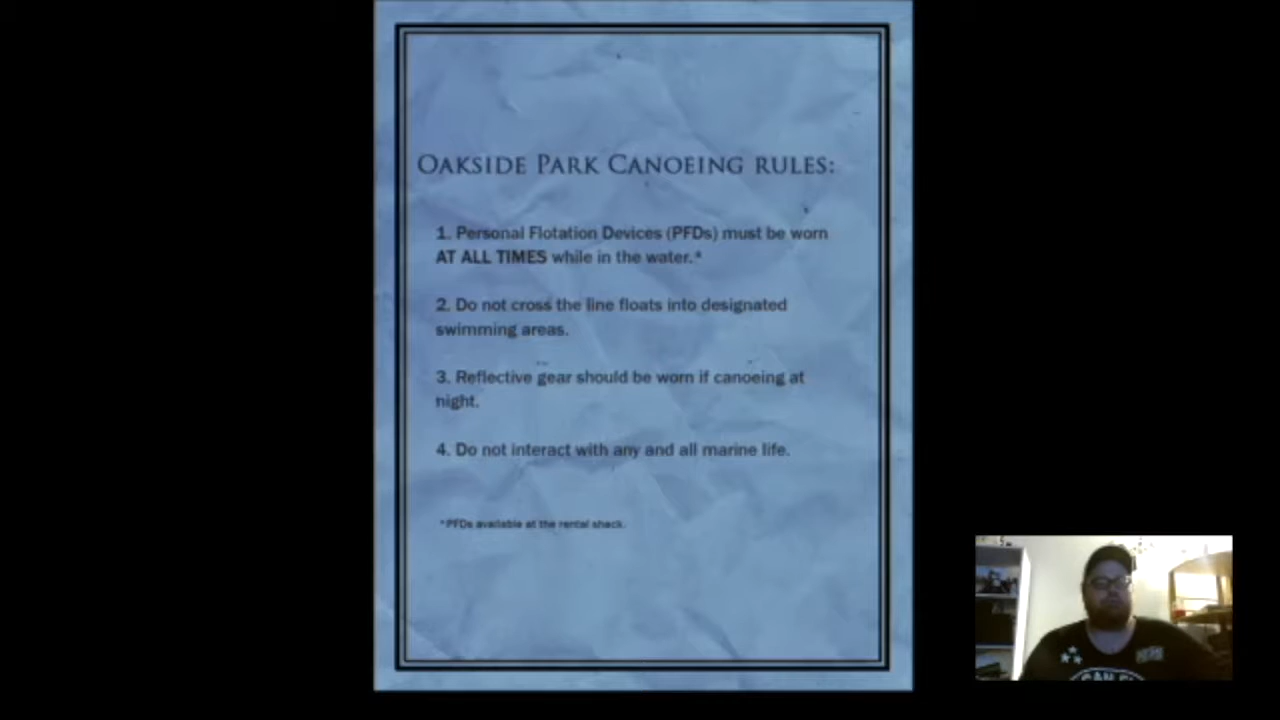 OAKSIDE PARK CANOEING RULES:
1. Personal Flotation Devices (PFDs) must be worn
AT ALL TIMES while in the water.*
2. Do not cross the line floats into designated
swimming areas.
3. Reflective gear should be worn if canoeing at
night.
4. Do not interact with any and all marine life.
*PFDs available at the rental shack.